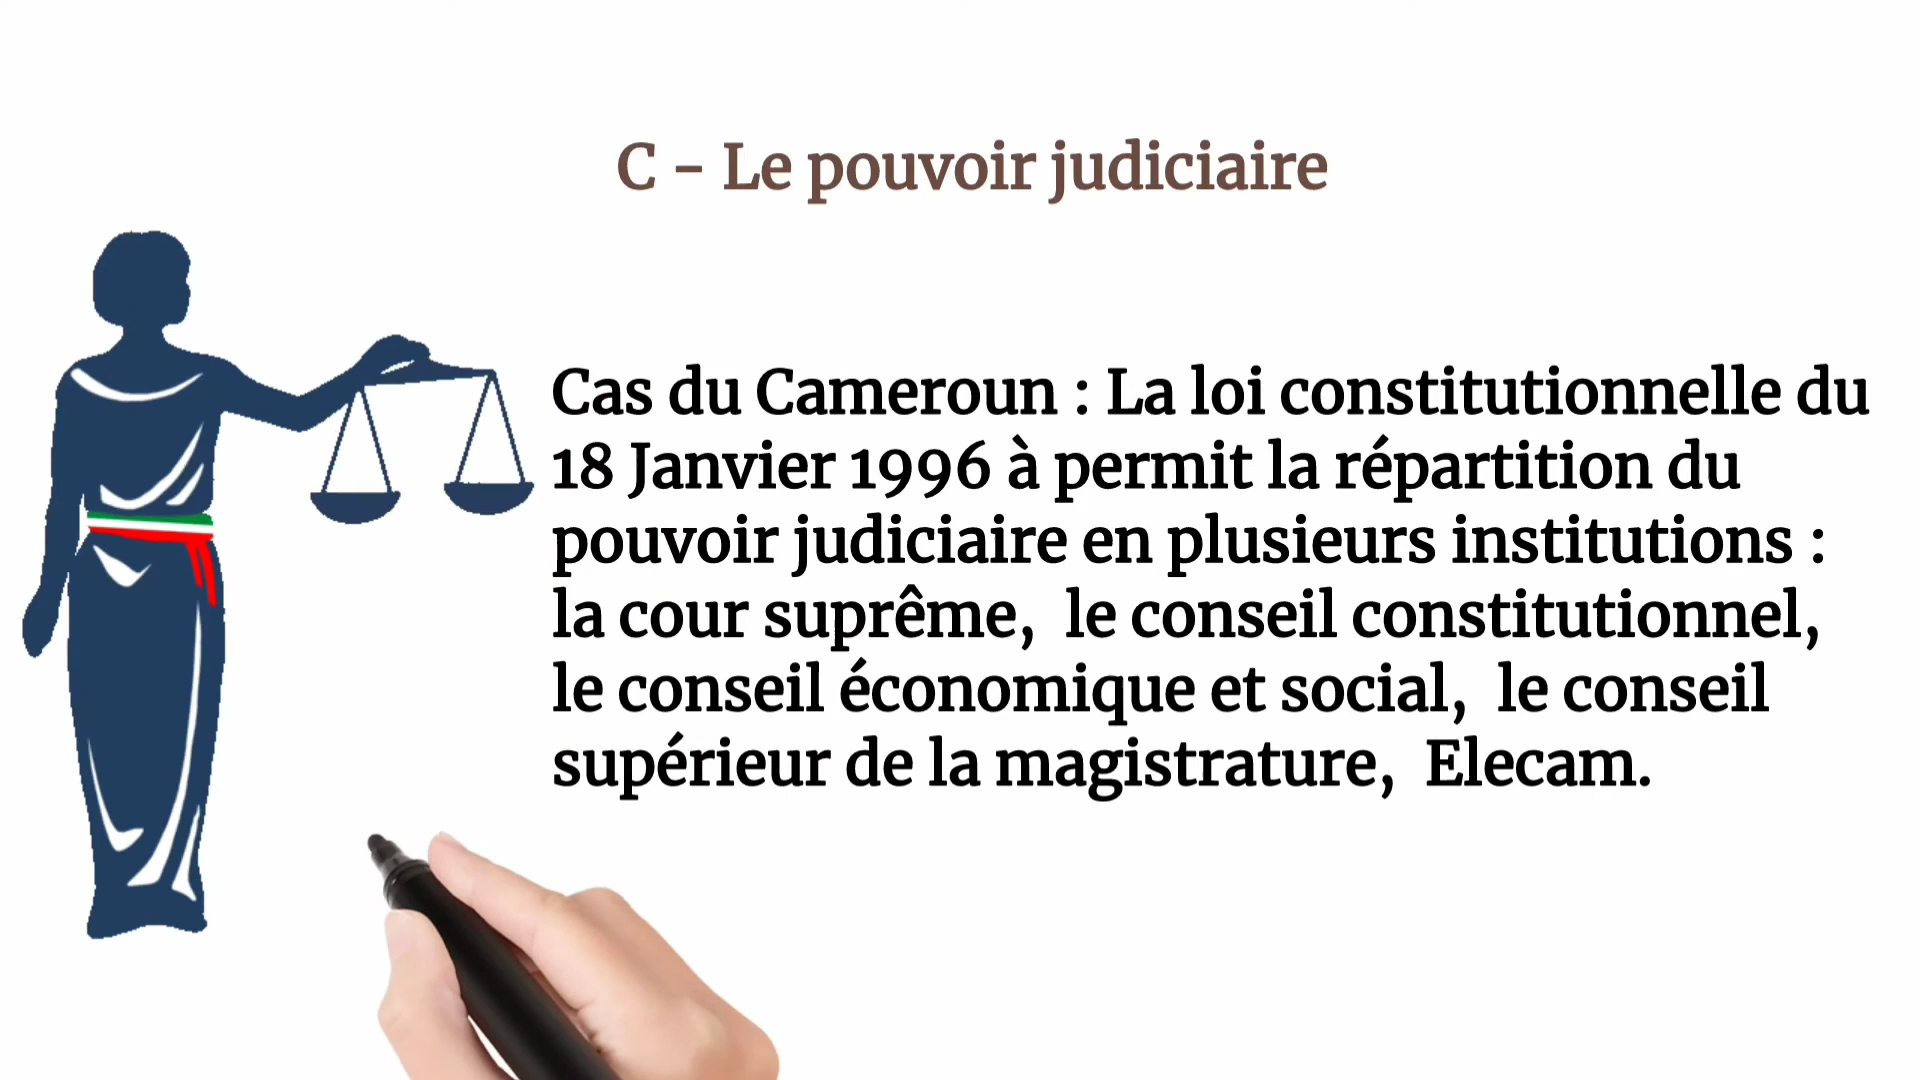 C - Le pouvoir judiciaire
Cas du Cameroun : La loi constitutionnelle du
18 Janvier 1996 à permit la répartition du
pouvoir judiciaire en plusieurs institutions :
la cour suprême, le conseil constitutionnel,
le conseil économique et social, le conseil
supérieur de la magistrature, Elecam.